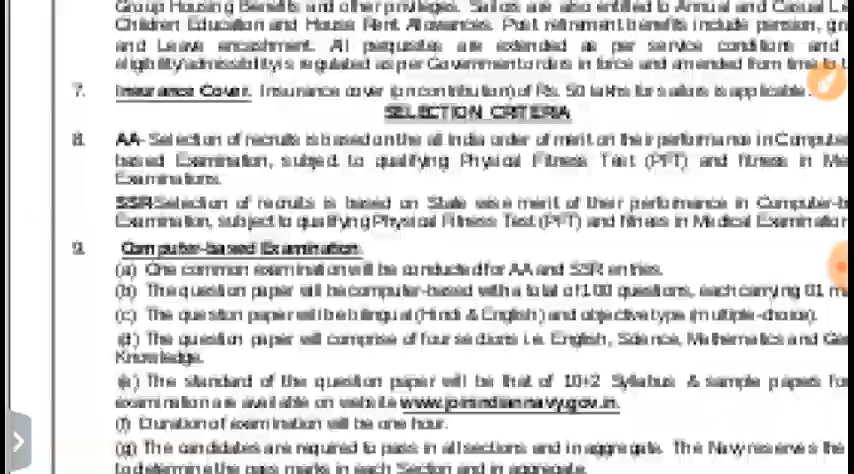 Group Housing Benefits and other privileges. Sailors are also entitled to Annual and Casual Le
Children Education and House Rent Allowances. Post retirement benefits include pension, gra
and Leave encashment. All perquisites are extended as per service conditions and
eligibility/admissibility is regulated as per Government orders in force and amended from time to t
7. Insurance Cover. Insurance cover (on contribution) of Rs. 50 lakhs for sailors is applicable.
SELECTION CRITERIA
8. AA- Selection of recruits is based on the all India order of merit on their performance in Computer
based Examination, subject to qualifying Physical Fitness Test (PFT) and fitness in Me
Examinations.
SSR-Selection of recruits is based on State wise merit of their performance in Computer-b
Examination, subject to qualifying Physical Fitness Test (PFT) and fitness in Medical Examination
9. Computer-based Examination.
(a) One common examination will be conducted for AA and SSR entries.
(b) The question paper will be computer-based with a total of 100 questions, each carrying 01 m
(c) The question paper will be bilingual (Hindi & English) and objective type (multiple-choice).
(d) The question paper will comprise of four sections i.e. English, Science, Mathematics and Gen
Knowledge.
(e) The standard of the question paper will be that of 10+2. Syllabus & sample papers for
examination are available on website www.joinindiannavy.gov.in.
(f) Duration of examination will be one hour.
(g) The candidates are required to pass in all sections and in aggregate. The Navy reserves the
to determine the pass marks in each Section and in aggregate.